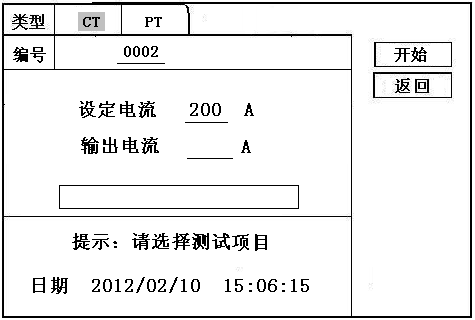 类型 CT PT
编号 0002
开始
返回
设定电流 200 A
输出电流 A
提示：请选择测试项目
日期 2012/02/10 15:06:15